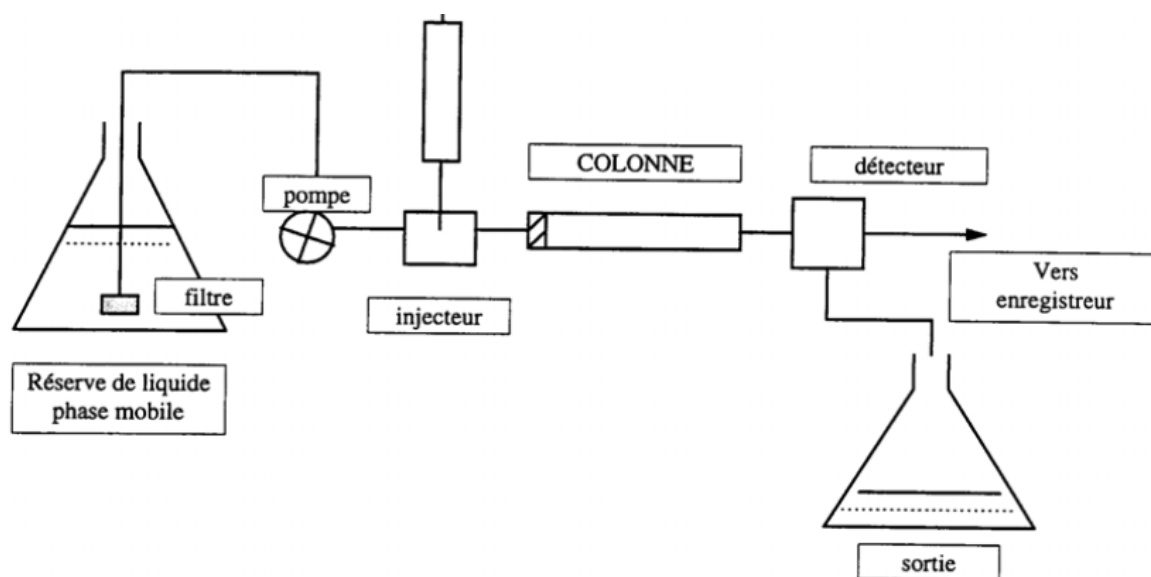 COLONNE
détecteur
pompe
filtre
injecteur
Vers
enregistreur
Réserve de liquide
phase mobile
sortie